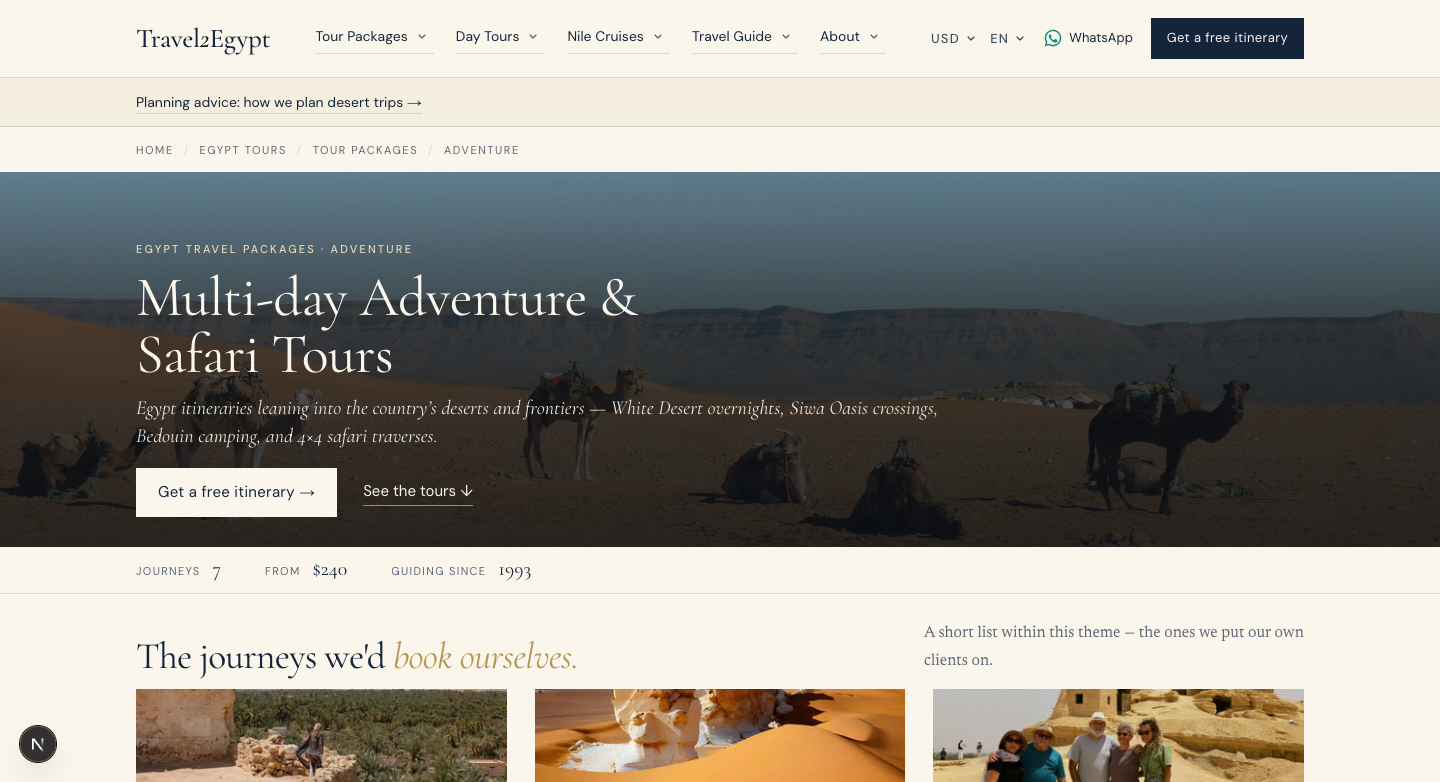 Travel2Egypt
Tour Packages
Day Tours
Nile Cruises
Travel Guide
About
USD
EN
WhatsApp
Get a free itinerary
Planning advice: how we plan desert trips →
HOME / EGYPT TOURS / TOUR PACKAGES / ADVENTURE
EGYPT TRAVEL PACKAGES · ADVENTURE
Multi-day Adventure &
Safari Tours
Egypt itineraries leaning into the country’s deserts and frontiers — White Desert overnights, Siwa Oasis crossings,
Bedouin camping, and 4×4 safari traverses.
Get a free itinerary →
See the tours ↓
JOURNEYS 7
FROM $240
GUIDING SINCE 1993
The journeys we'd book ourselves.
A short list within this theme — the ones we put our own
clients on.
N